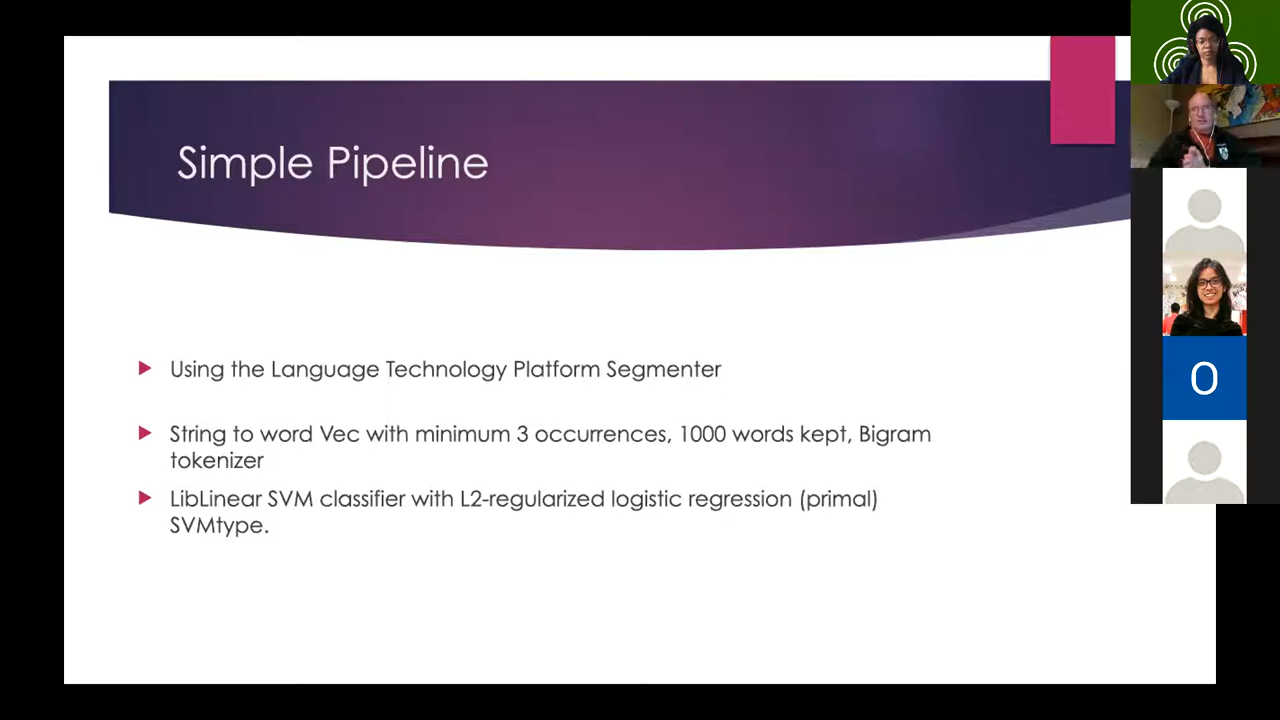 Simple Pipeline
Using the Language Technology Platform Segmenter
String to word Vec with minimum 3 occurrences, 1000 words kept, Bigram
tokenizer
LibLinear SVM classifier with L2-regularized logistic regression (primal)
SVMtype.
O